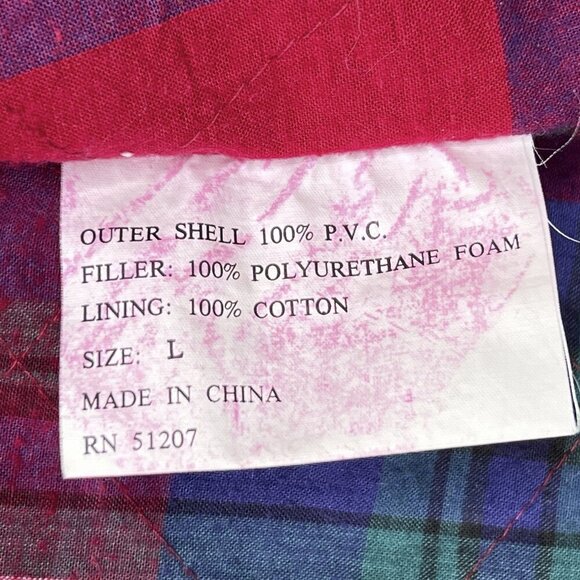 OUTER SHELL 100% P.V.C.
FILLER: 100% POLYURETHANE FOAM
LINING: 100% COTTON
SIZE: L
MADE IN CHINA
RN 51207